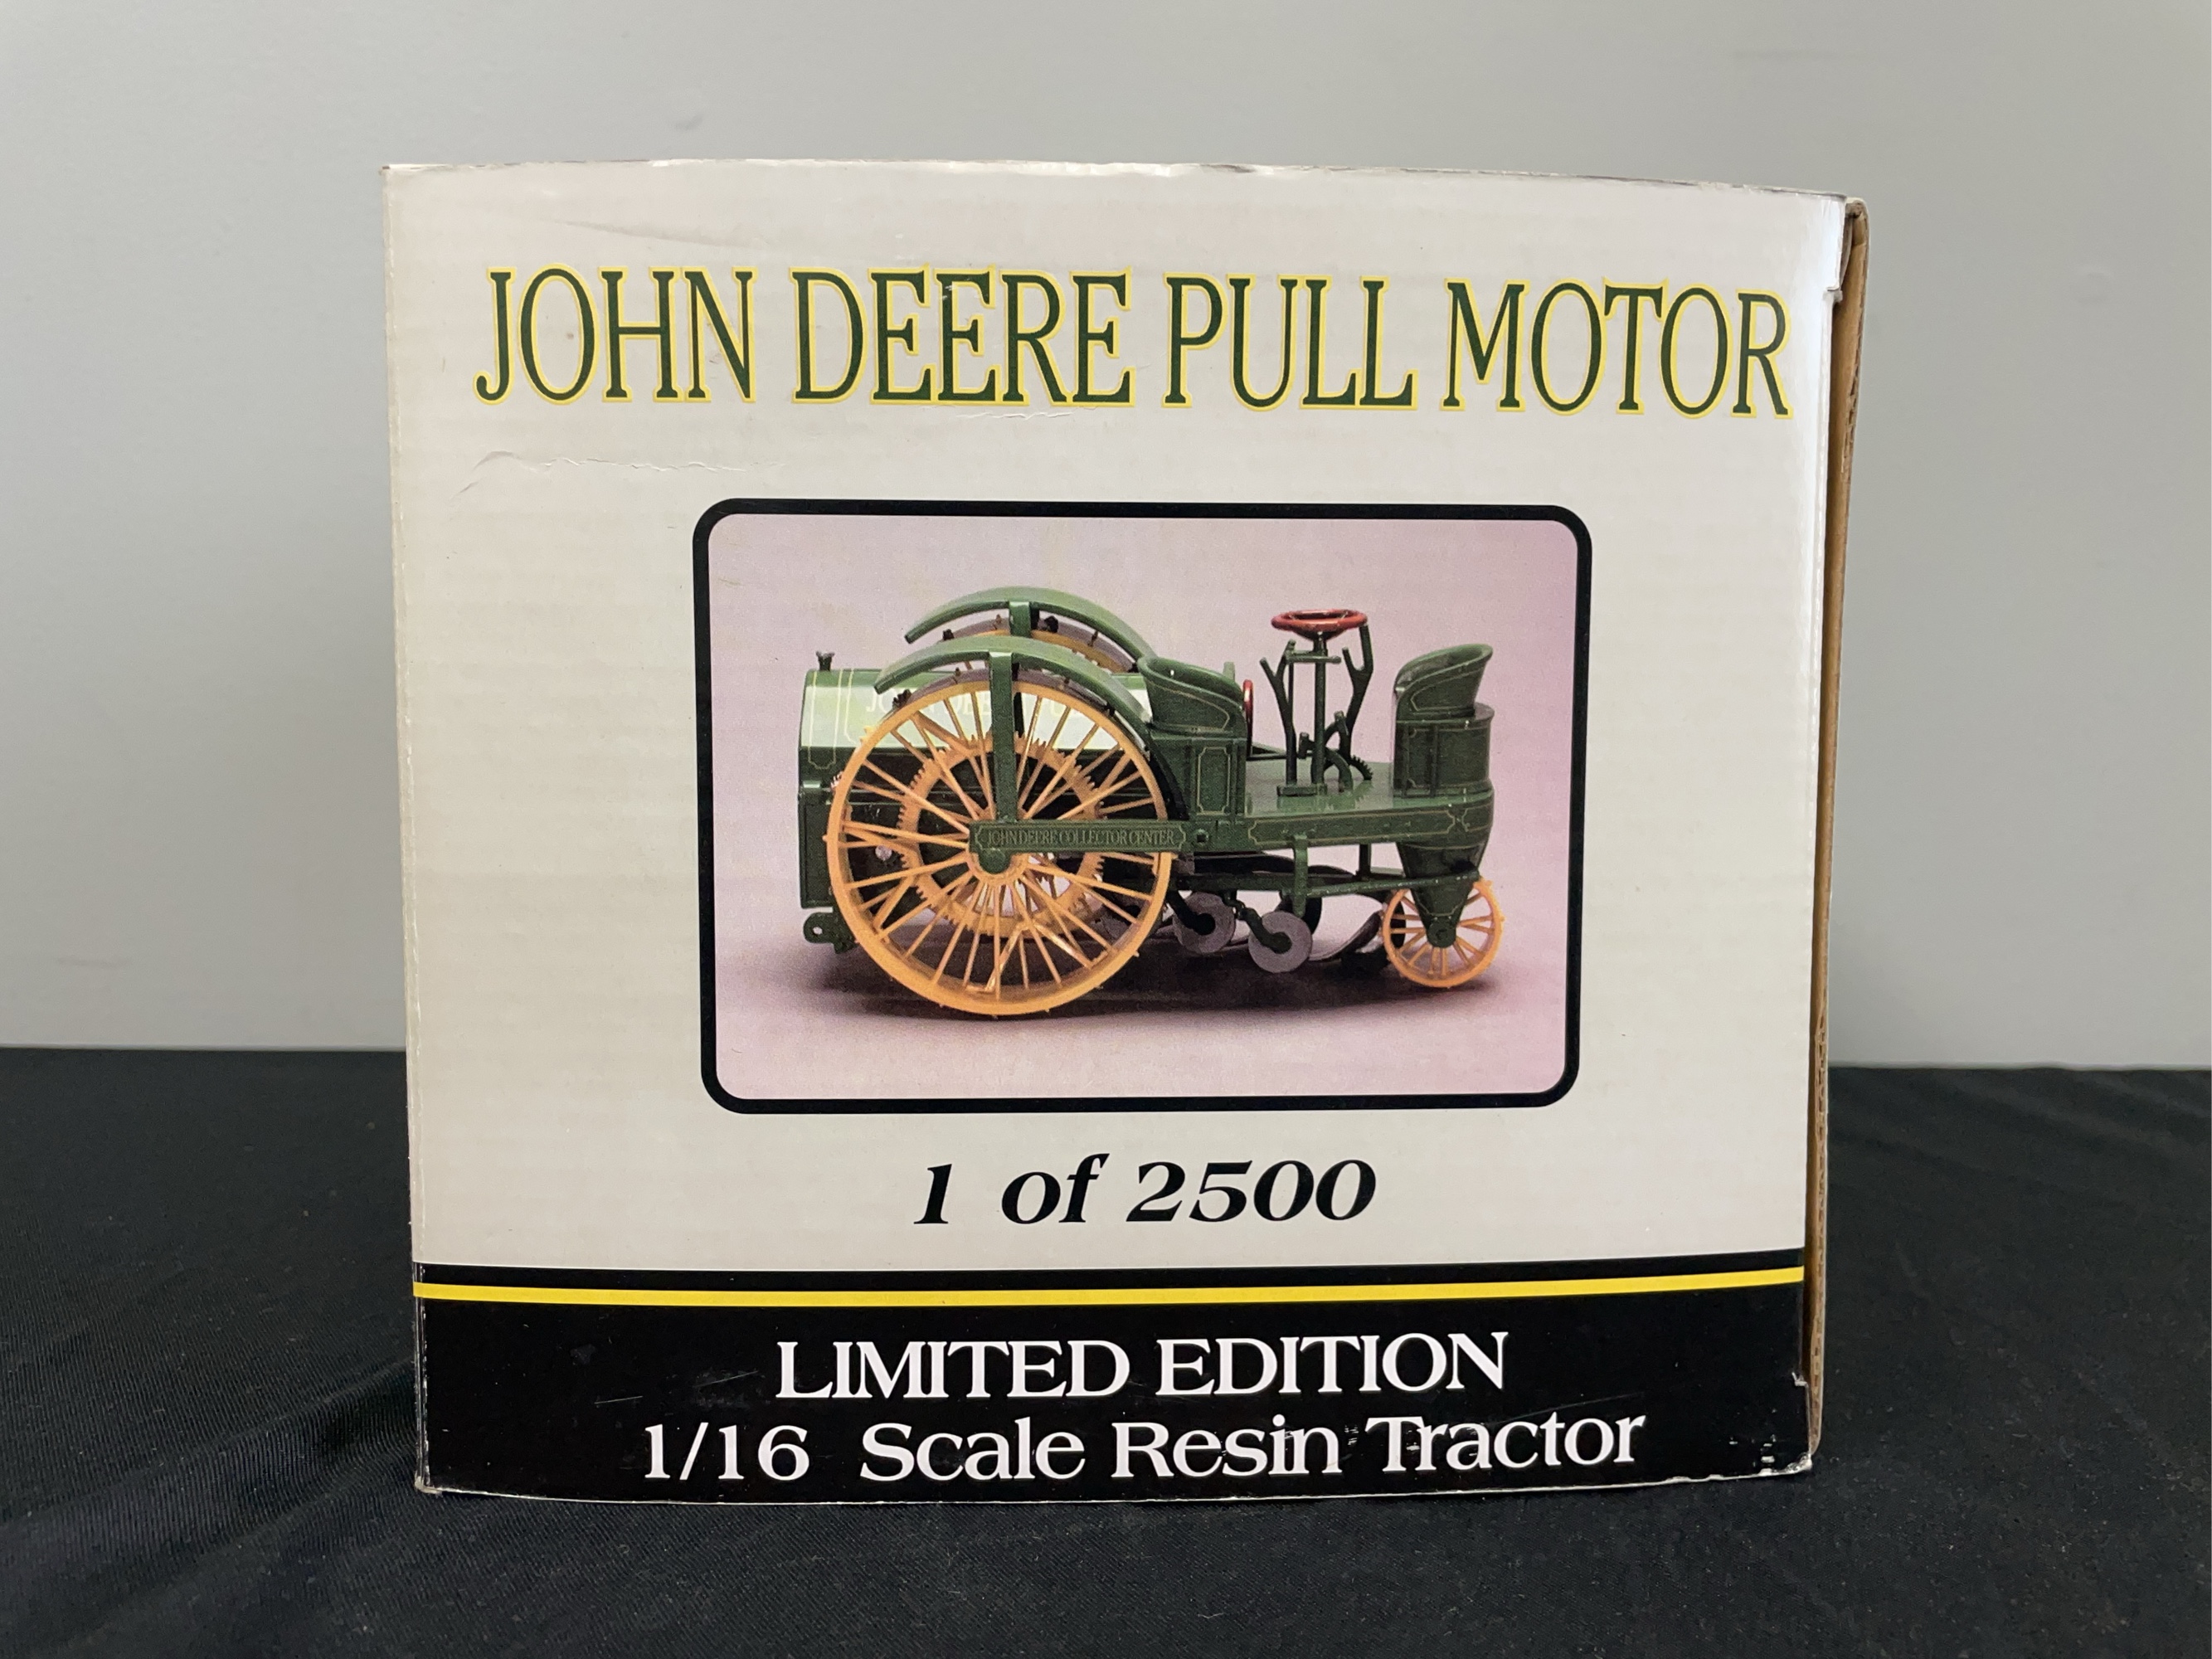 JOHN DEERE PULL MOTOR
JOHN DEERE COLLECTOR CENTER
1 of 2500
LIMITED EDITION
1/16 Scale Resin Tractor